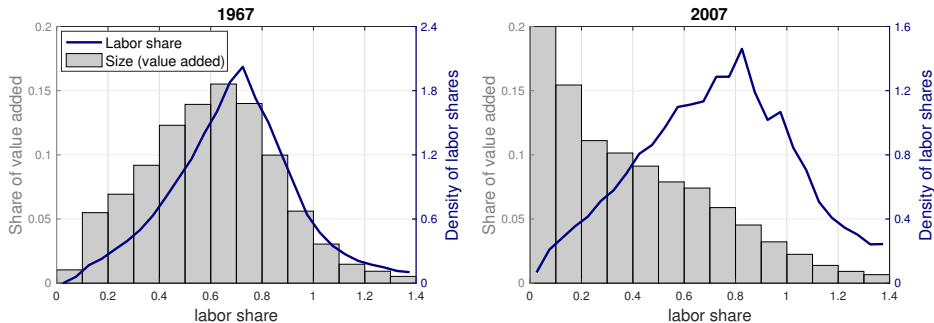 1967
Share of value added
0.2
0.15
0.1
0.05
0
Labor share
Size (value added)
2.4
1.8
1.2
0.6
0
Density of labor shares
0 0.2 0.4 0.6 0.8 1 1.2 1.4
labor share
2007
Share of value added
0.2
0.15
0.1
0.05
0
1.6
1.2
0.8
0.4
0
Density of labor shares
0 0.2 0.4 0.6 0.8 1 1.2 1.4
labor share